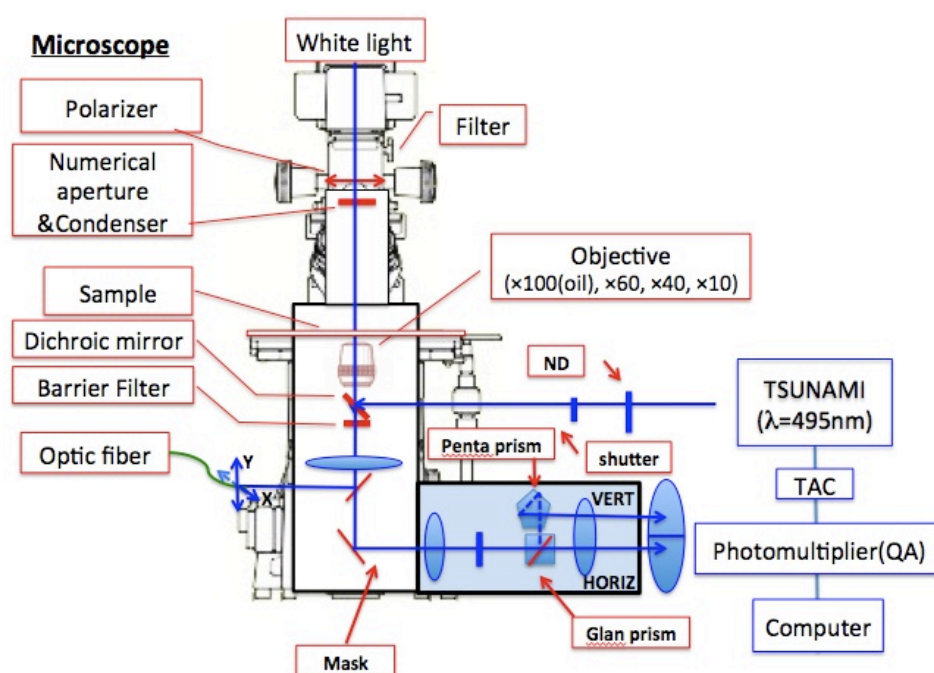 Microscope
White light
Polarizer
Filter
Numerical
aperture
&Condenser
Objective
(×100(oil), ×60, ×40, ×10)
Sample
Dichroic mirror
ND
TSUNAMI
(λ=495nm)
Barrier Filter
Penta prism
shutter
Optic fiber
Y
X
VERT
TAC
Photomultiplier(QA)
HORIZ
Glan prism
Computer
Mask